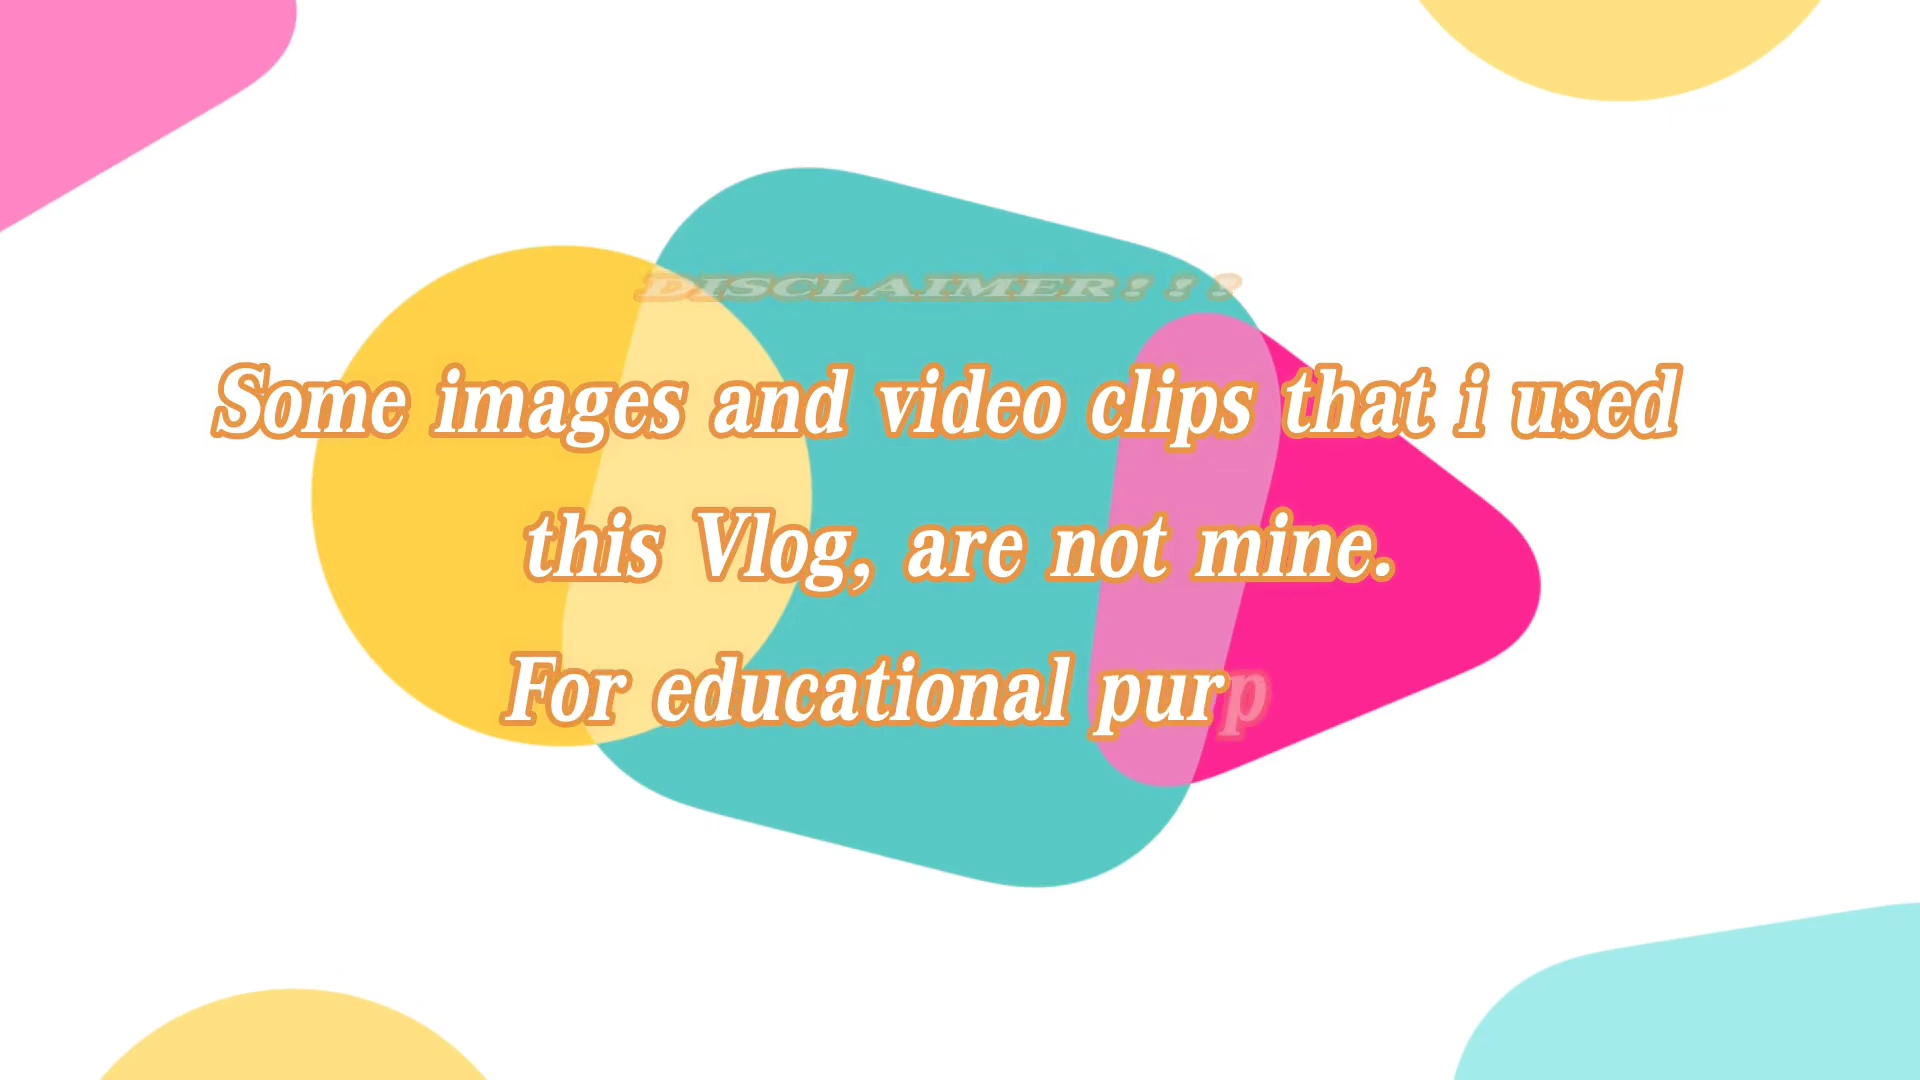 DISCLAIMER!!!
Some images and video clips that i used
this Vlog, are not mine.
For educational purp